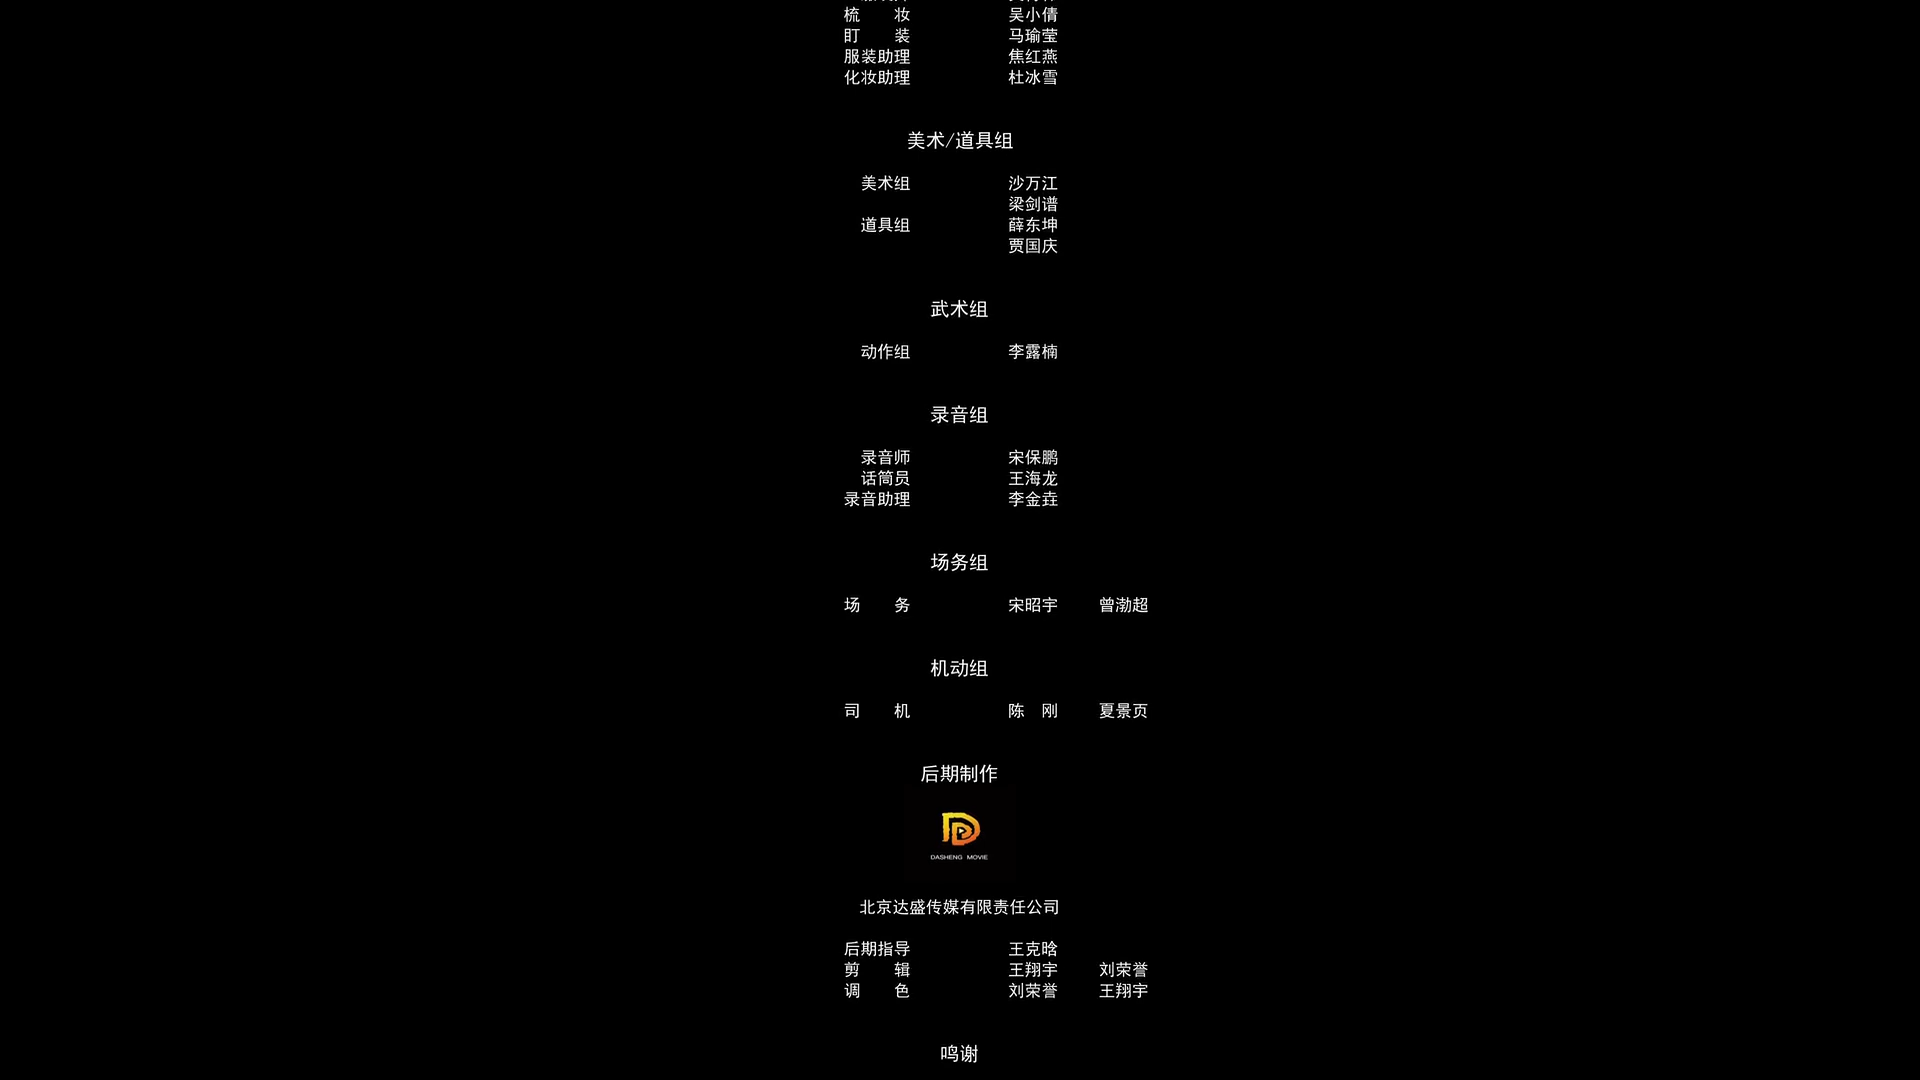 梳 妆 吴小倩
盯 装 马瑜莹
服装助理 焦红燕
化妆助理 杜冰雪
美术/道具组
美术组 沙万江
梁剑谱
道具组 薛东坤
贾国庆
武术组
动作组 李露楠
录音组
录音师 宋保鹏
话筒员 王海龙
录音助理 李金垚
场务组
场 务 宋昭宇 曾渤超
机动组
司 机 陈 刚 夏景页
后期制作
DASHENG MOVIE
北京达盛传媒有限责任公司
后期指导 王克晗
剪 辑 王翔宇 刘荣誉
调 色 刘荣誉 王翔宇
鸣谢